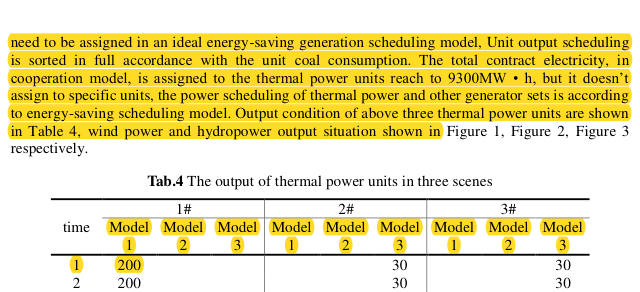 need to be assigned in an ideal energy-saving generation scheduling model, Unit output scheduling
is sorted in full accordance with the unit coal consumption. The total contract electricity, in
cooperation model, is assigned to the thermal power units reach to 9300MW • h, but it doesn't
assign to specific units, the power scheduling of thermal power and other generator sets is according
to energy-saving scheduling model. Output condition of above three thermal power units are shown
in Table 4, wind power and hydropower output situation shown in Figure 1, Figure 2, Figure 3
respectively.
Tab.4 The output of thermal power units in three scenes
1# 2# 3#
time Model Model Model Model Model Model Model Model Model
1 2 3 1 2 3 1 2 3
1 200 30 30
2 200 30 30